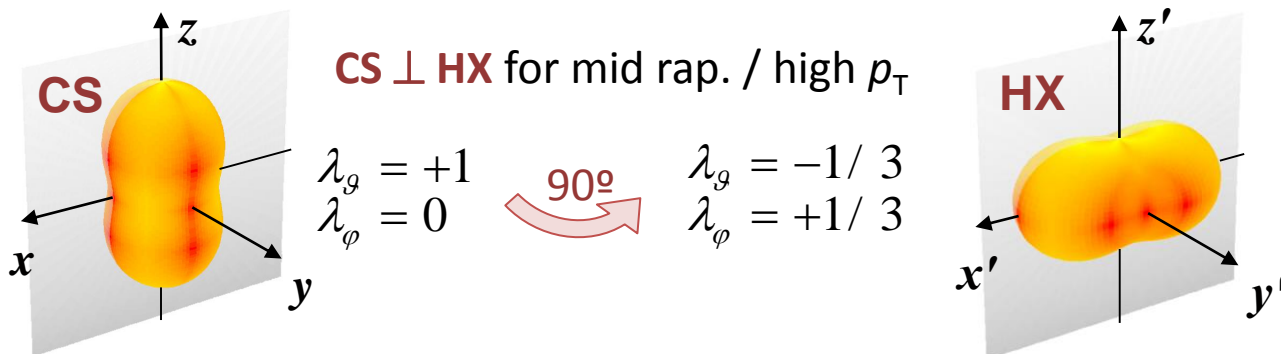 CS
z
x
y
CS ⊥ HX for mid rap. / high pT
λϑ = +1
λφ = 0
90º
λϑ = −1/ 3
λφ = +1/ 3
HX
z′
x′
y′